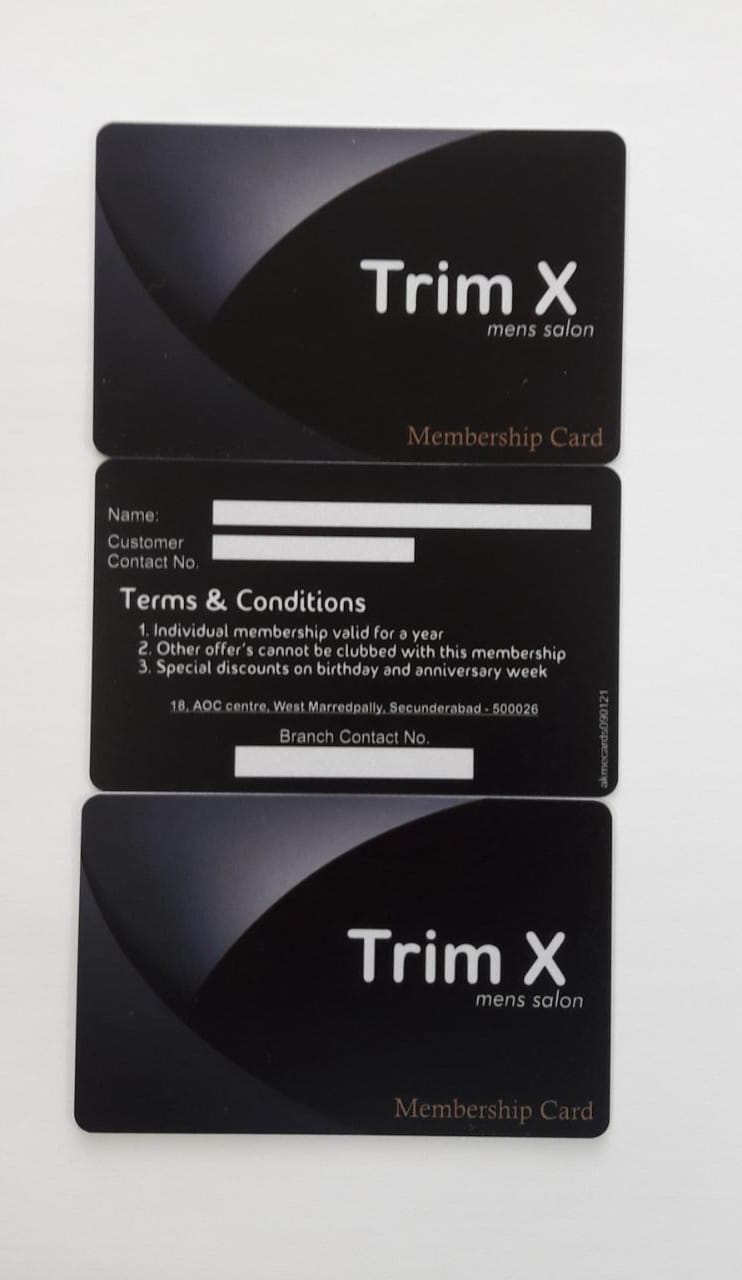 Trim X
mens salon
Membership Card
Name:
Customer
Contact No.
Terms & Conditions
1. Individual membership valid for a year
2. Other offer's cannot be clubbed with this membership
3. Special discounts on birthday and anniversary week
18, AOC centre, West Marredpally, Secunderabad - 500026
Branch Contact No.
akmecards090121
Trim X
mens salon
Membership Card